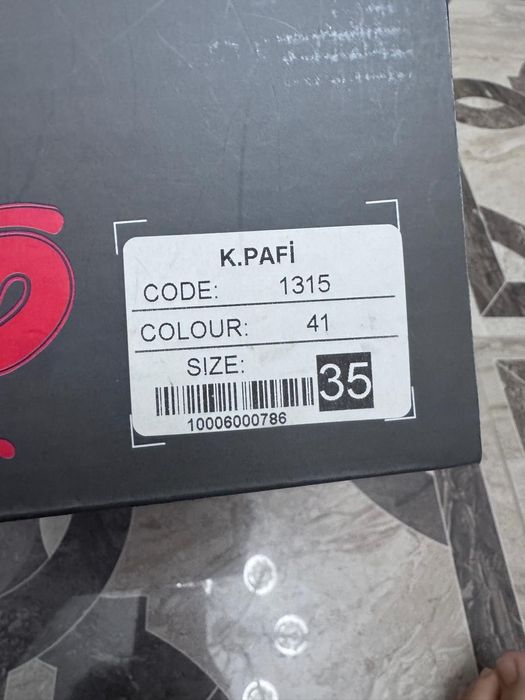 K.PAFİ
CODE: 1315
COLOUR: 41
SIZE: 35
10006000786